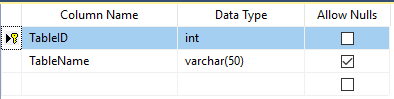 Column Name Data Type Allow Nulls
TableID int
TableName varchar(50)